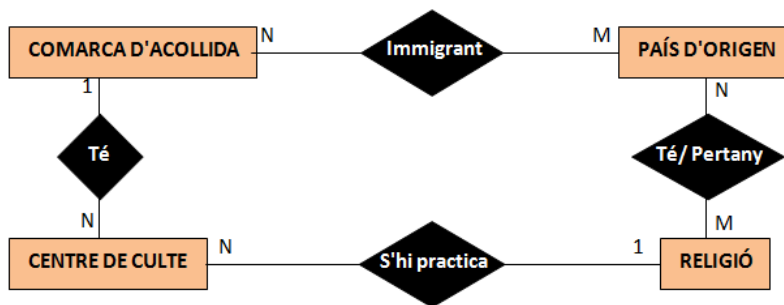 N
M
COMARCA D'ACOLLIDA
Immigrant
PAÍS D'ORIGEN
1
N
Té
Té/ Pertany
N
M
N
1
CENTRE DE CULTE
S'hi practica
RELIGIÓ